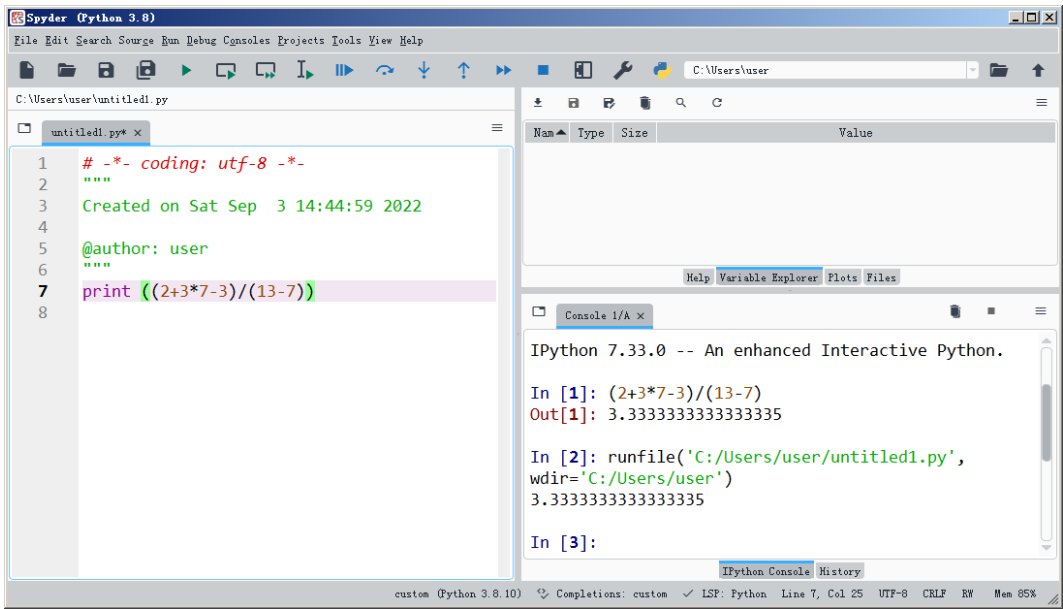 Spyder (Python 3.8)
File Edit Search Source Run Debug Consoles Projects Tools View Help
C:\Users\user
C:\Users\user\untitled1.py
untitled1.py*
1 # -*- coding: utf-8 -*-
2 """
3 Created on Sat Sep  3 14:44:59 2022
4
5 @author: user
6 """
7 print ((2+3*7-3)/(13-7))
8
Nam Type Size Value
Help Variable Explorer Plots Files
Console 1/A
IPython 7.33.0 -- An enhanced Interactive Python.
In [1]: (2+3*7-3)/(13-7)
Out[1]: 3.3333333333333335
In [2]: runfile('C:/Users/user/untitled1.py',
wdir='C:/Users/user')
3.3333333333333335
In [3]:
IPython Console History
custom (Python 3.8.10) Completions: custom LSP: Python Line 7, Col 25 UTF-8 CRLF RW Mem 85%